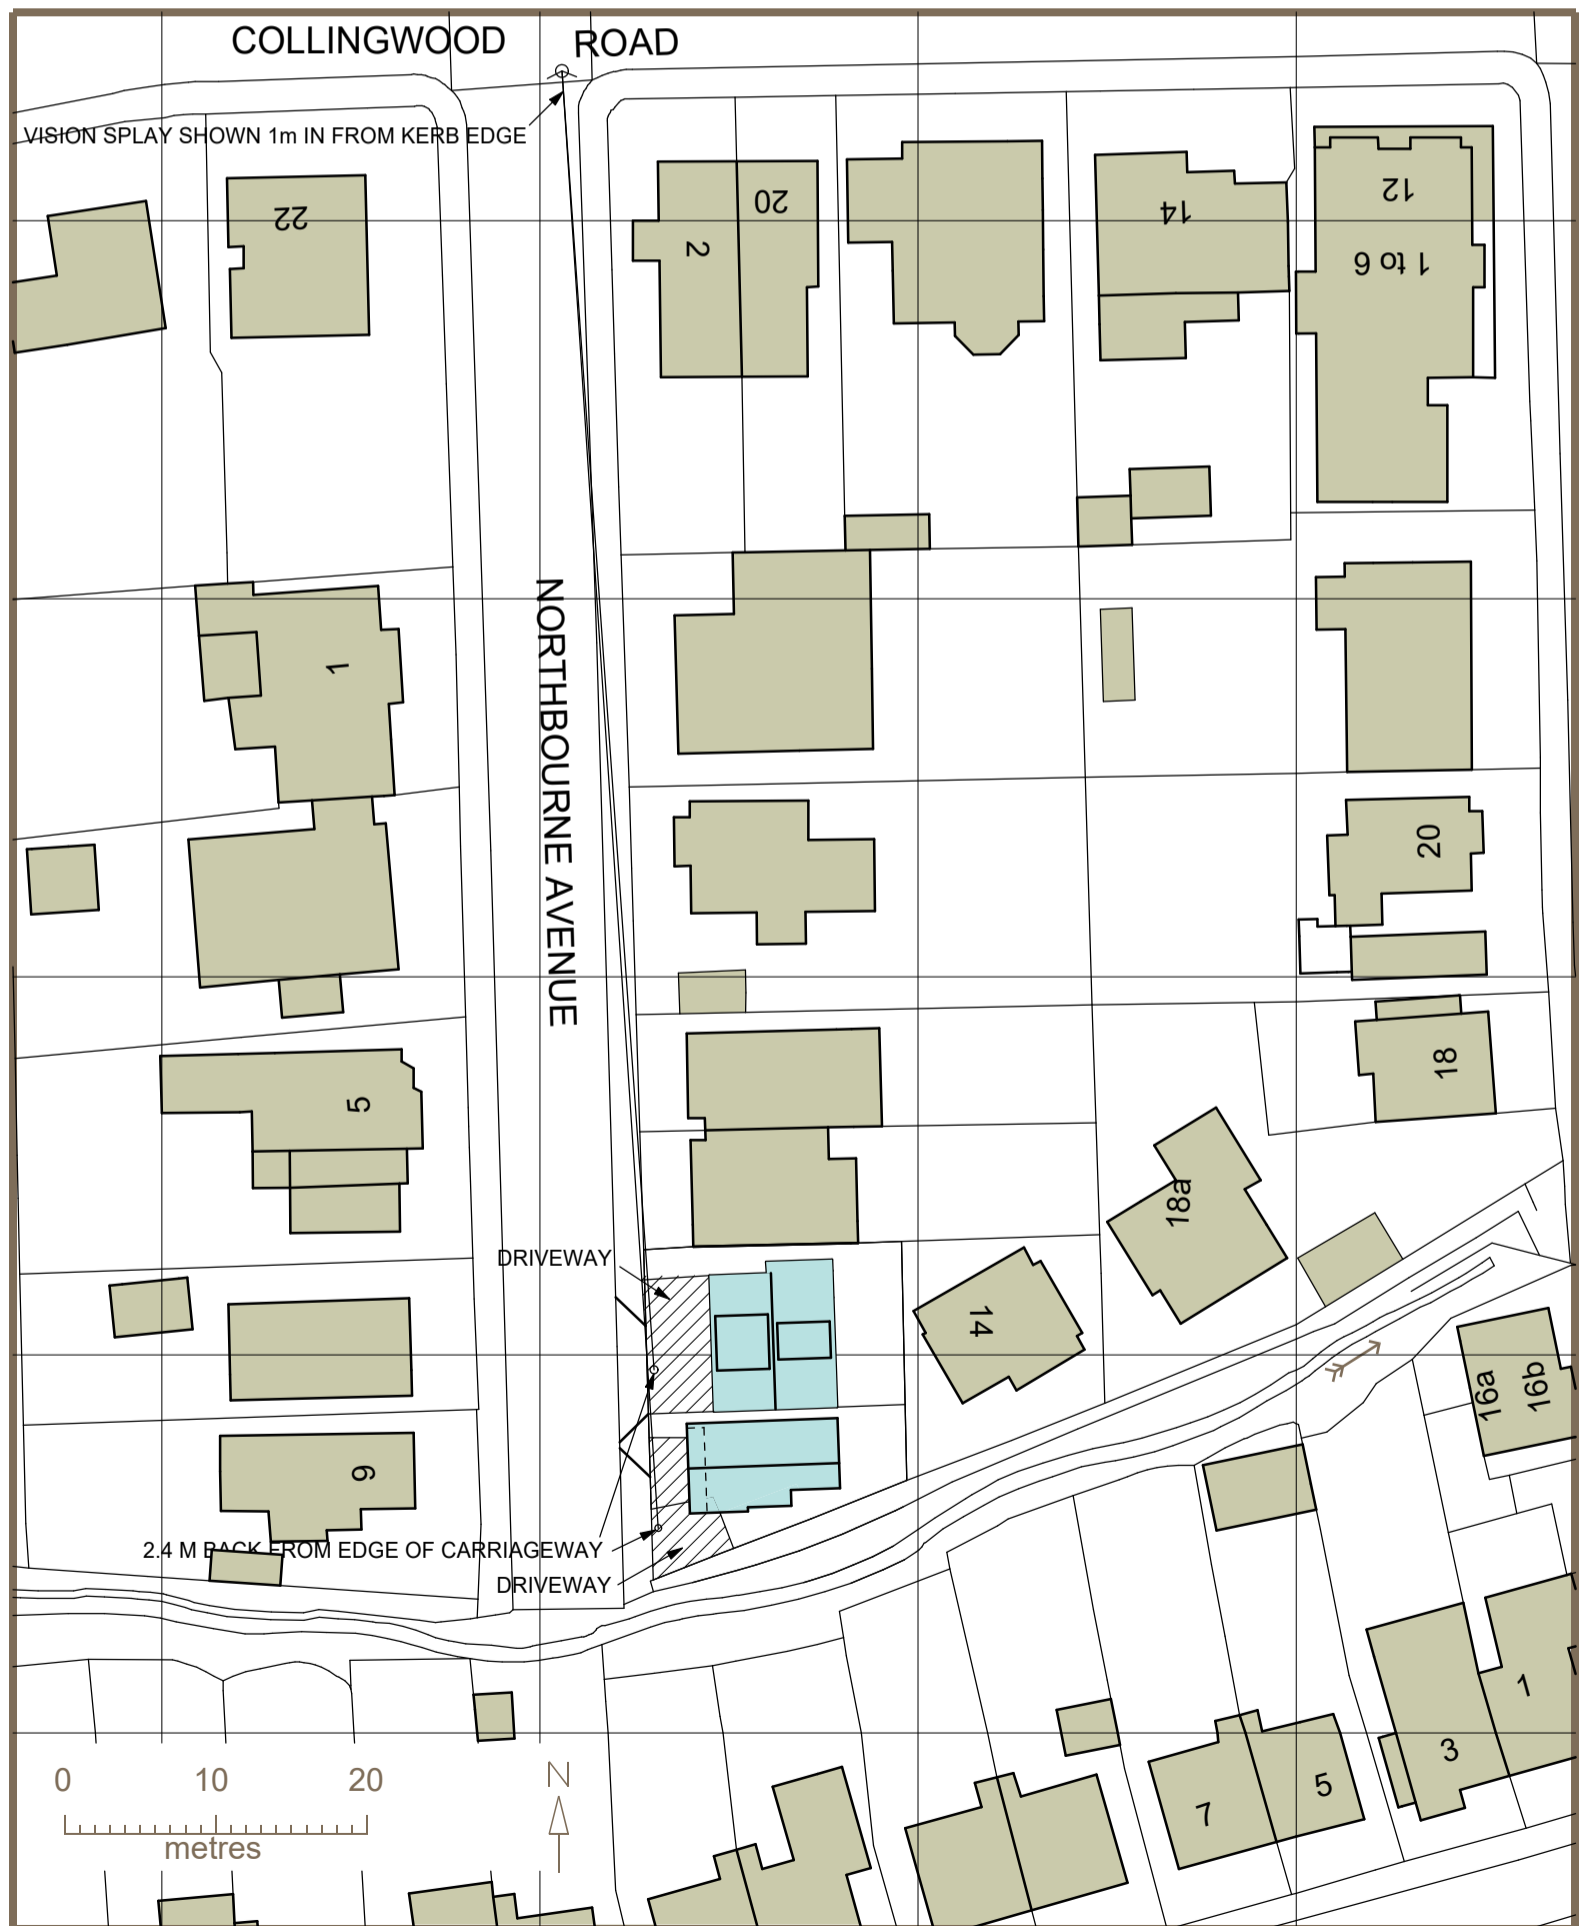 COLLINGWOOD ROAD
VISION SPLAY SHOWN 1m IN FROM KERB EDGE
22
2
20
14
12
1 to 6
NORTHBOURNE AVENUE
1
20
18
5
18a
DRIVEWAY
14
16a
16b
9
2.4 M BACK FROM EDGE OF CARRIAGEWAY
DRIVEWAY
1
3
5
7
0 10 20
metres
N